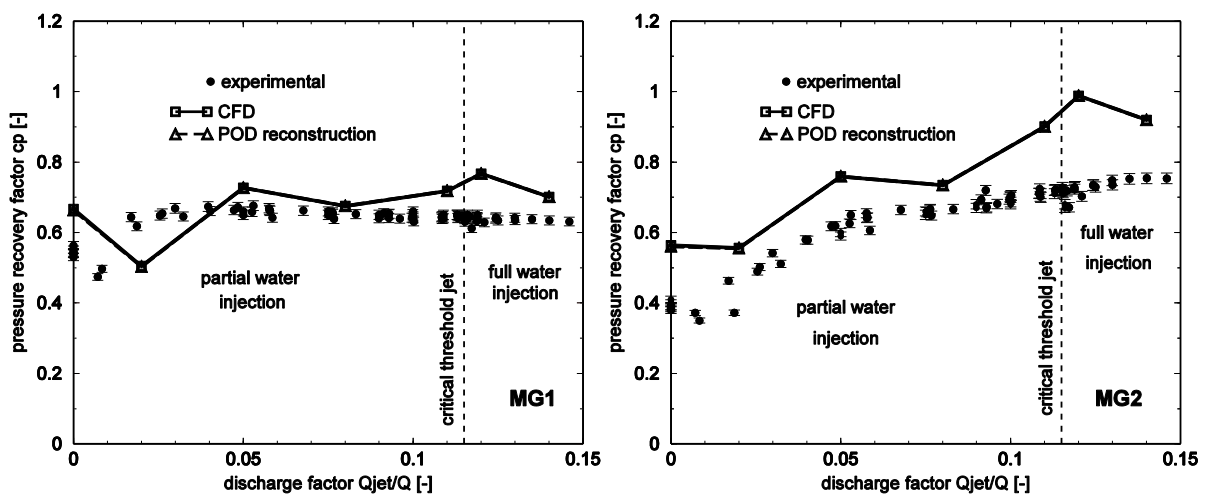 1.2
1
0.8
0.6
0.4
0.2
0
pressure recovery factor cp [-]
experimental
CFD
POD reconstruction
partial water
injection
full water
injection
critical threshold jet
MG1
0
0.05
0.1
0.15
discharge factor Qjet/Q [-]
1.2
1
0.8
0.6
0.4
0.2
0
pressure recovery factor cp [-]
experimental
CFD
POD reconstruction
full water
injection
partial water
injection
critical threshold jet
MG2
0
0.05
0.1
0.15
discharge factor Qjet/Q [-]